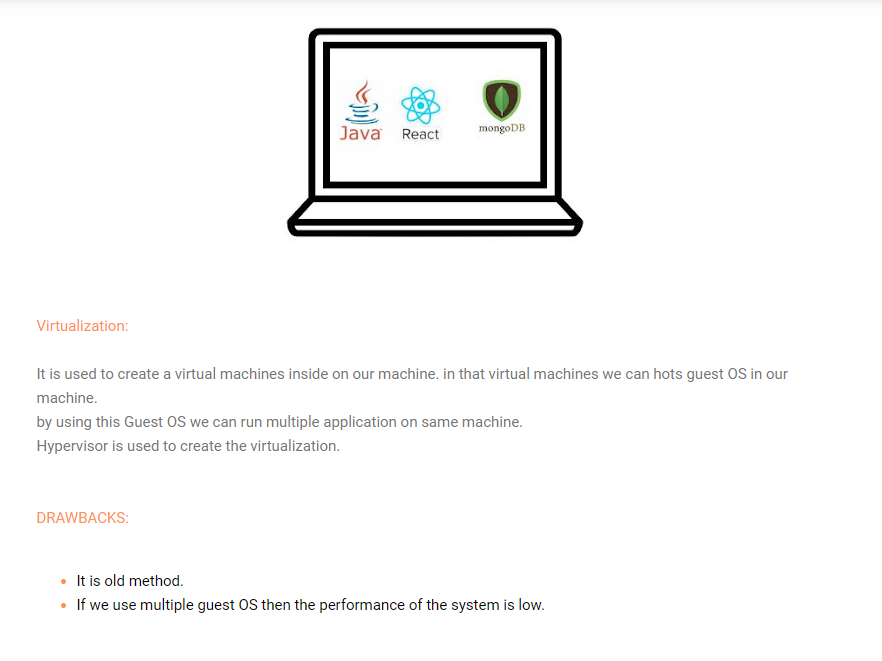 Java
React
mongoDB
Virtualization:
It is used to create a virtual machines inside on our machine. in that virtual machines we can hots guest OS in our
machine.
by using this Guest OS we can run multiple application on same machine.
Hypervisor is used to create the virtualization.
DRAWBACKS:
It is old method.
If we use multiple guest OS then the performance of the system is low.